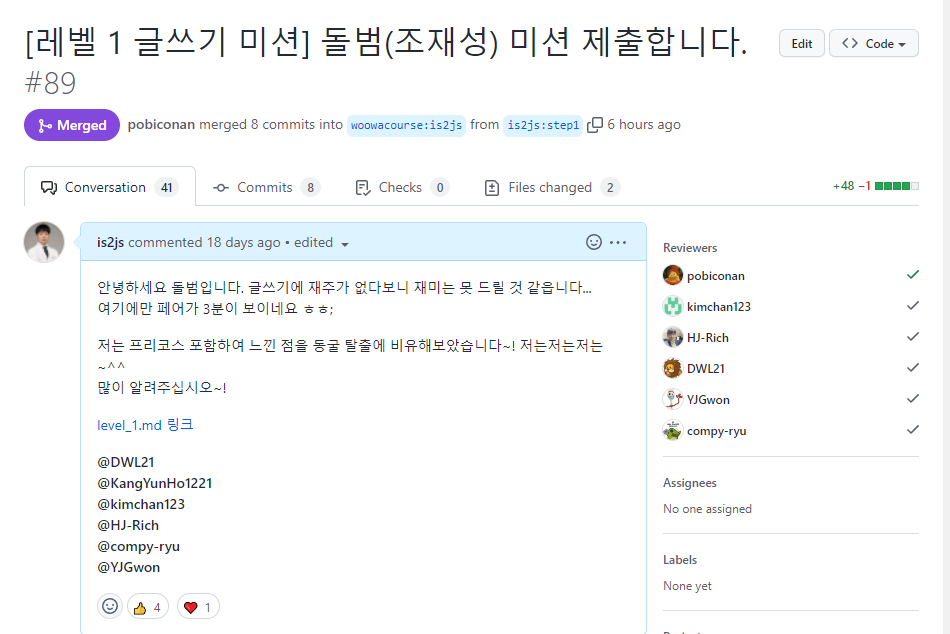 [레벨 1 글쓰기 미션] 돌범(조재성) 미션 제출합니다.
#89
Edit
Code
Merged
pobiconan merged 8 commits into woowacourse:is2js from is2js:step1 6 hours ago
Conversation 41
Commits 8
Checks 0
Files changed 2
+48 −1
is2js commented 18 days ago • edited
안녕하세요 돌범입니다. 글쓰기에 재주가 없다보니 재미는 못 드릴 것 같읍니다...
여기에만 페어가 3분이 보이네요 ㅎㅎ;
저는 프리코스 포함하여 느낀 점을 동굴 탈출에 비유해보았습니다~! 저는저는저는
~^^
많이 알려주십시오~!
level_1.md 링크
@DWL21
@KangYunHo1221
@kimchan123
@HJ-Rich
@compy-ryu
@YJGwon
4
1
Reviewers
pobiconan
kimchan123
HJ-Rich
DWL21
YJGwon
compy-ryu
Assignees
No one assigned
Labels
None yet